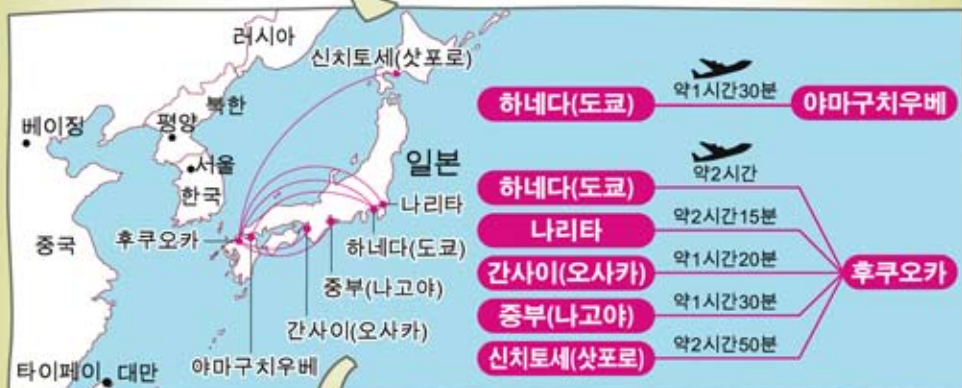 러시아
신치토세(삿포로)
북한
베이징
평양
서울
한국
일본
중국
후쿠오카
나리타
하네다(도쿄)
중부(나고야)
간사이(오사카)
야마구치우베
타이페이
대만
하네다(도쿄)
약1시간30분
야마구치우베
하네다(도쿄)
약2시간
나리타
약2시간15분
간사이(오사카)
약1시간20분
중부(나고야)
약1시간30분
신치토세(삿포로)
약2시간50분
후쿠오카